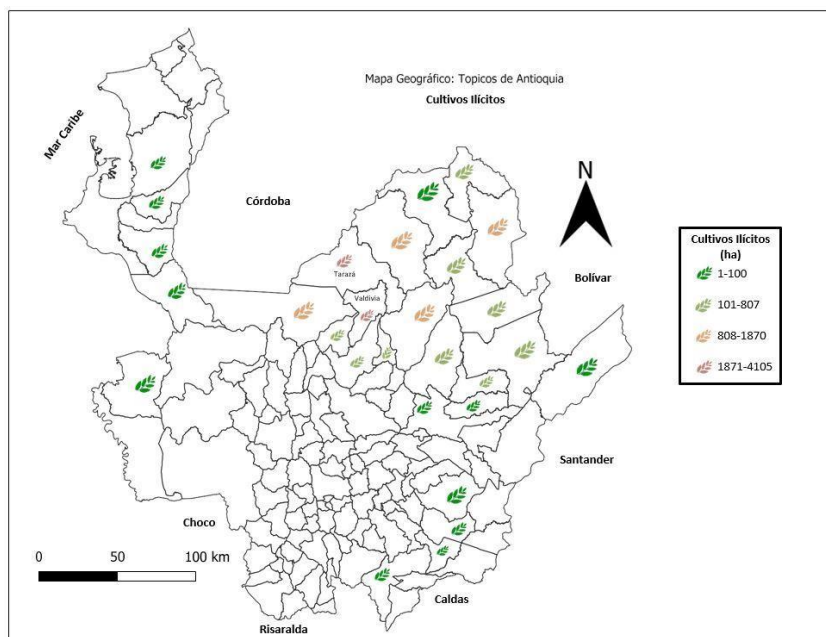 Mapa Geográfico: Topicos de Antioquia
Cultivos Ilícitos
Mar Caribe
Córdoba
N
Bolívar
Tarazá
Valdivia
Cultivos Ilícitos
(ha)
1-100
101-807
808-1870
1871-4105
Santander
Choco
0 50 100 km
Caldas
Risaralda